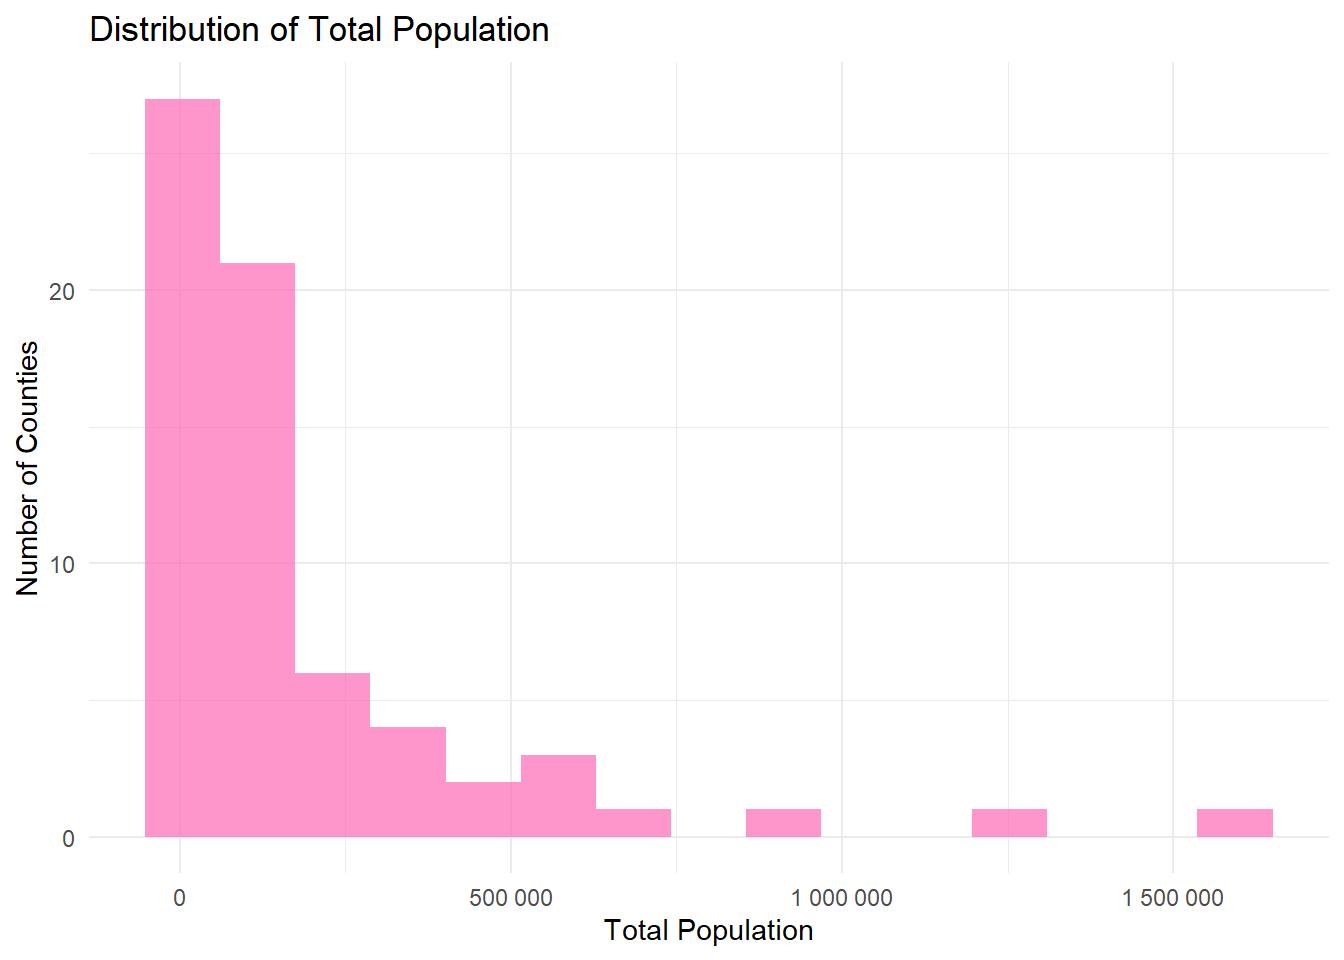 Distribution of Total Population
Number of Counties
20
10
0
0
500 000
1 000 000
1 500 000
Total Population